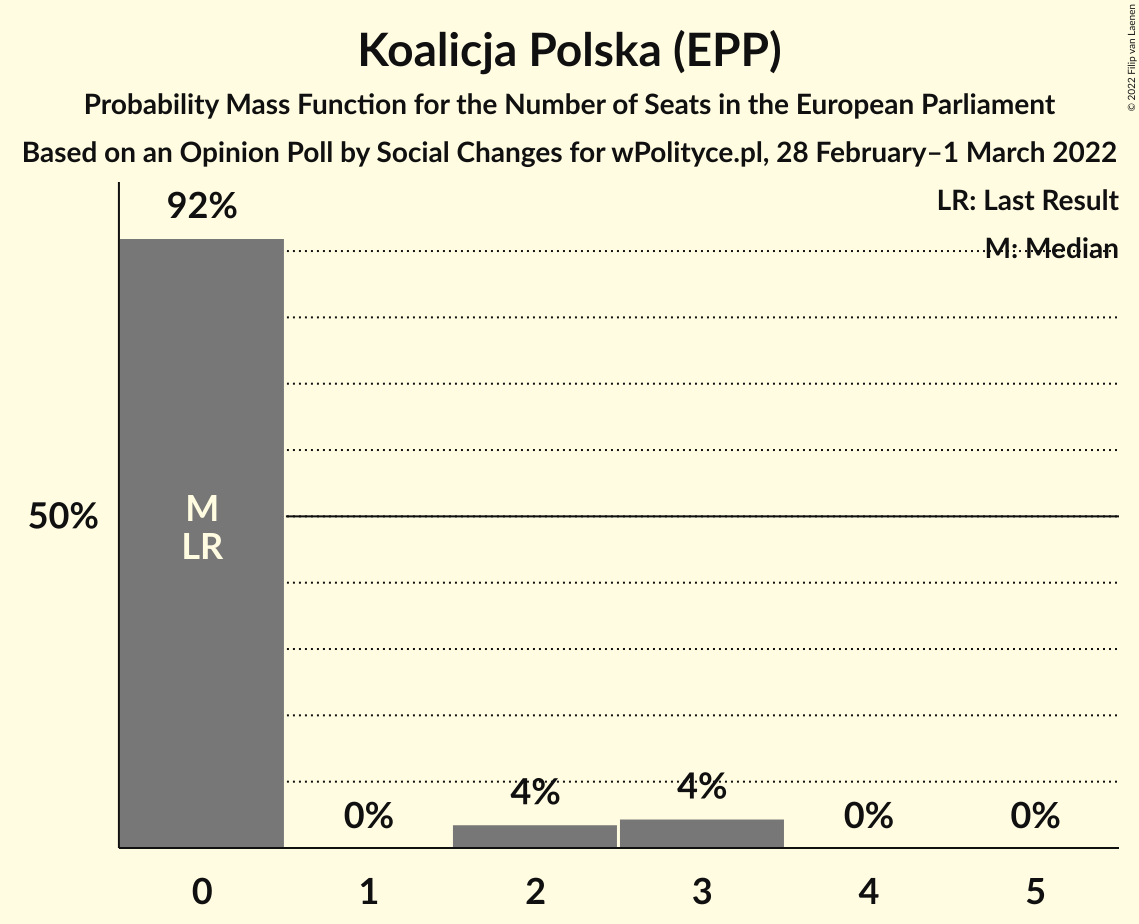 Koalicja Polska (EPP)
Probability Mass Function for the Number of Seats in the European Parliament
Based on an Opinion Poll by Social Changes for wPolityce.pl, 28 February–1 March 2022
© 2022 Filip van Laenen
LR: Last Result
M: Median
92%
50%
M
LR
0%
4%
4%
0%
0%
0
1
2
3
4
5